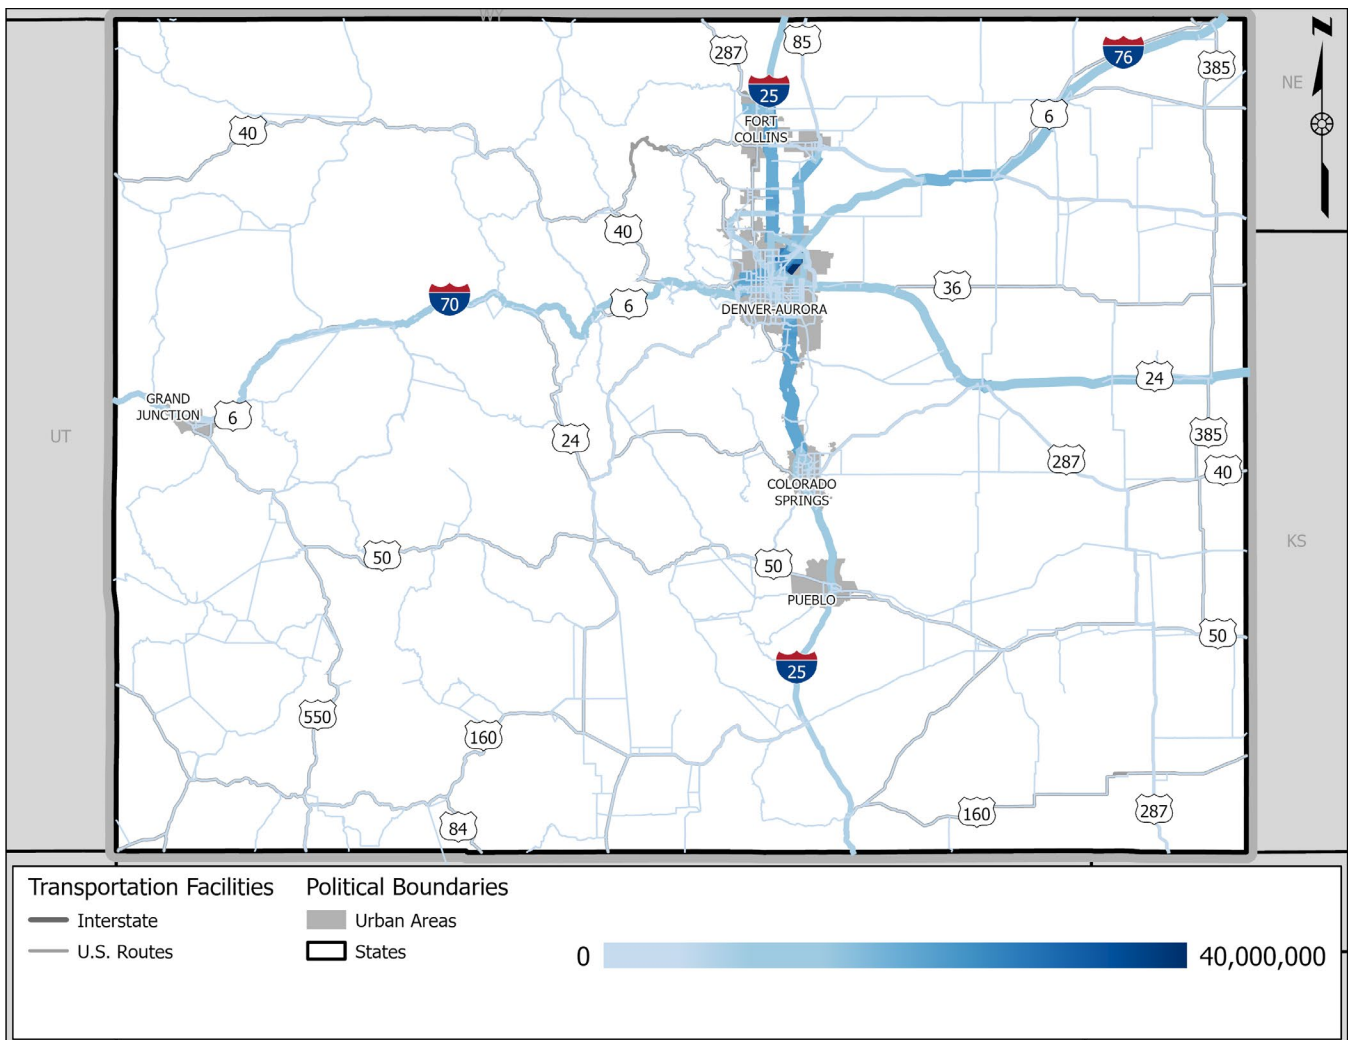 WY
287
85
76
385
NE
25
6
40
FORT
COLLINS
40
36
70
6
DENVER-AURORA
24
GRAND
JUNCTION
6
UT
24
385
287
40
COLORADO
SPRINGS
50
50
KS
PUEBLO
50
25
550
160
160
287
84
Transportation Facilities
Interstate
U.S. Routes
Political Boundaries
Urban Areas
States
0
40,000,000
N